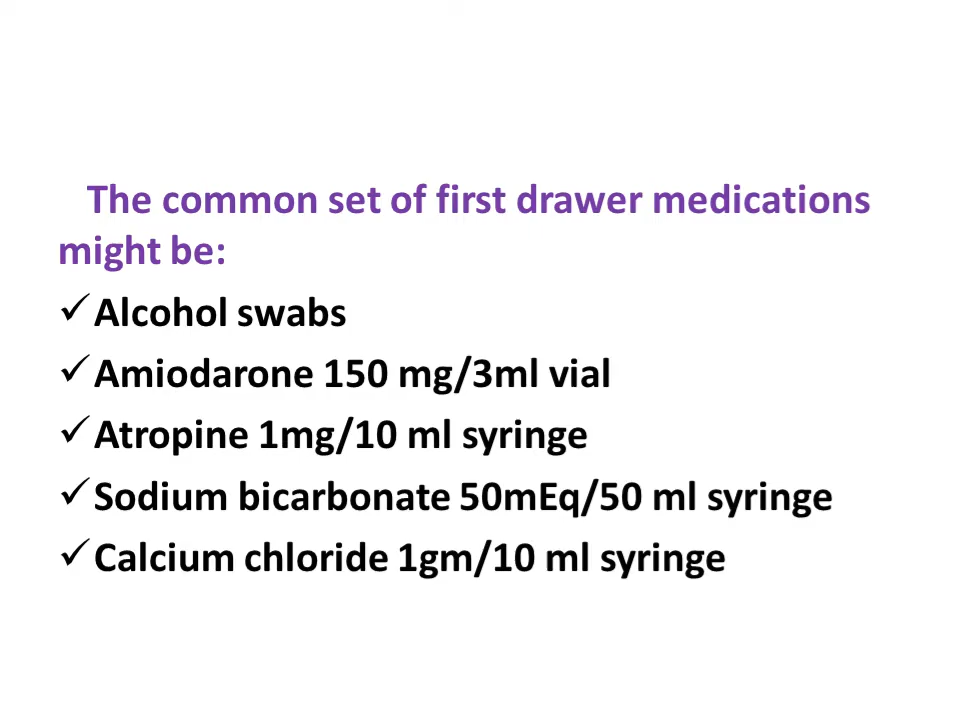 The common set of first drawer medications
might be:
✓Alcohol swabs
✓Amiodarone 150 mg/3ml vial
✓Atropine 1mg/10 ml syringe
✓Sodium bicarbonate 50mEq/50 ml syringe
✓Calcium chloride 1gm/10 ml syringe